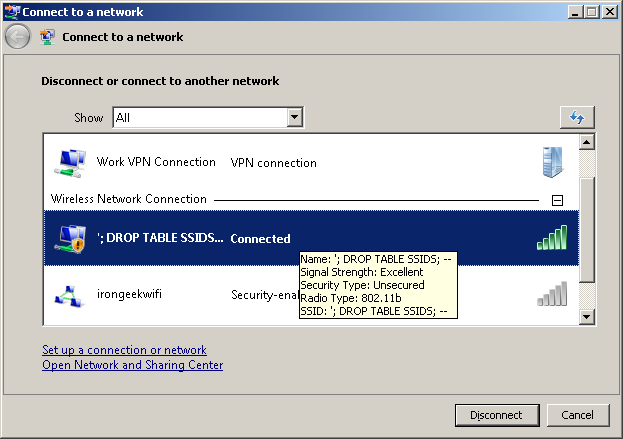 Connect to a network
Connect to a network
Disconnect or connect to another network
Show All
Work VPN Connection VPN connection
Wireless Network Connection
'; DROP TABLE SSIDS... Connected
Name: '; DROP TABLE SSIDS; --
Signal Strength: Excellent
Security Type: Unsecured
Radio Type: 802.11b
SSID: '; DROP TABLE SSIDS; --
irongeekwifi Security-ena
Set up a connection or network
Open Network and Sharing Center
Disconnect Cancel